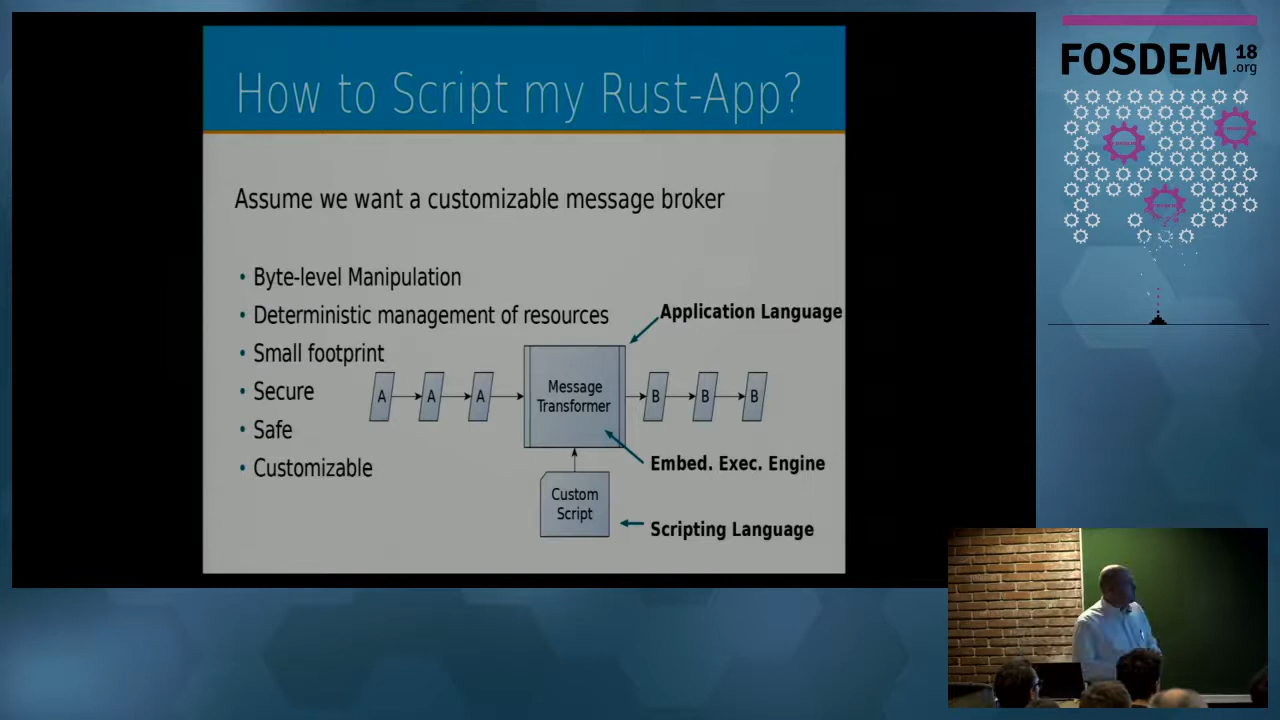 How to Script my Rust-App?
Assume we want a customizable message broker
• Byte-level Manipulation
• Deterministic management of resources
• Small footprint
• Secure
• Safe
• Customizable
Application Language
A
A
A
Message
Transformer
B
B
B
Embed. Exec. Engine
Custom
Script
Scripting Language
FOSDEM 18
.org